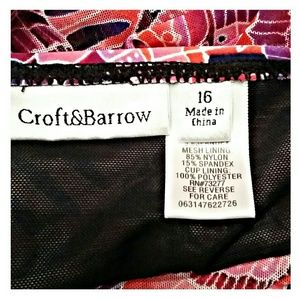 Croft&Barrow
16
Made in
China
MESH LINING
85% NYLON
15% SPANDEX
CUP LINING:
100% POLYESTER
RN#73277
SEE REVERSE
FOR CARE
063147622726